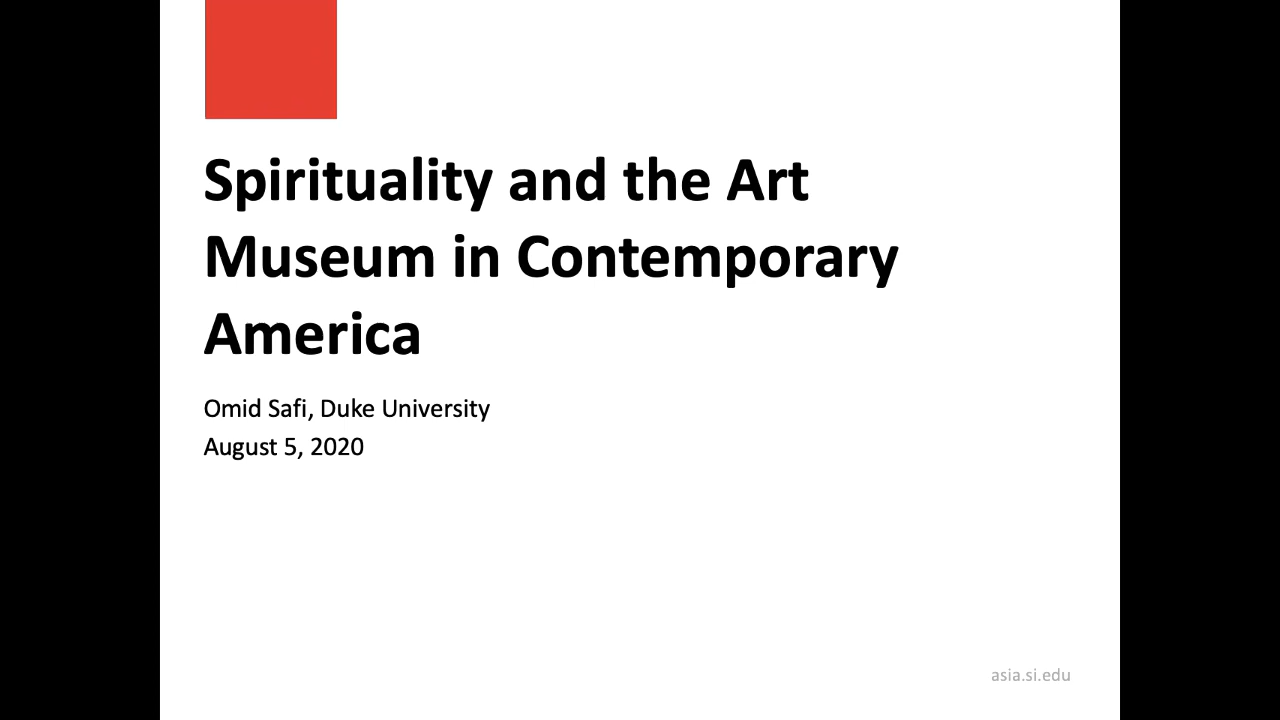 Spirituality and the Art
Museum in Contemporary
America
Omid Safi, Duke University
August 5, 2020
asia.si.edu